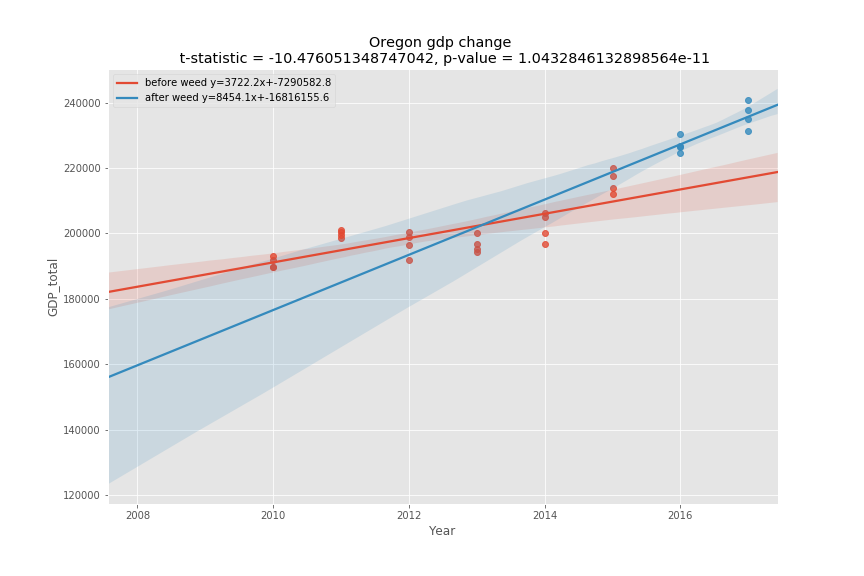 Oregon gdp change
t-statistic = -10.476051348747042, p-value = 1.0432846132898564e-11
before weed y=3722.2x+-7290582.8
after weed y=8454.1x+-16816155.6
240000
220000
200000
180000
160000
140000
120000
GDP_total
2008 2010 2012 2014 2016
Year